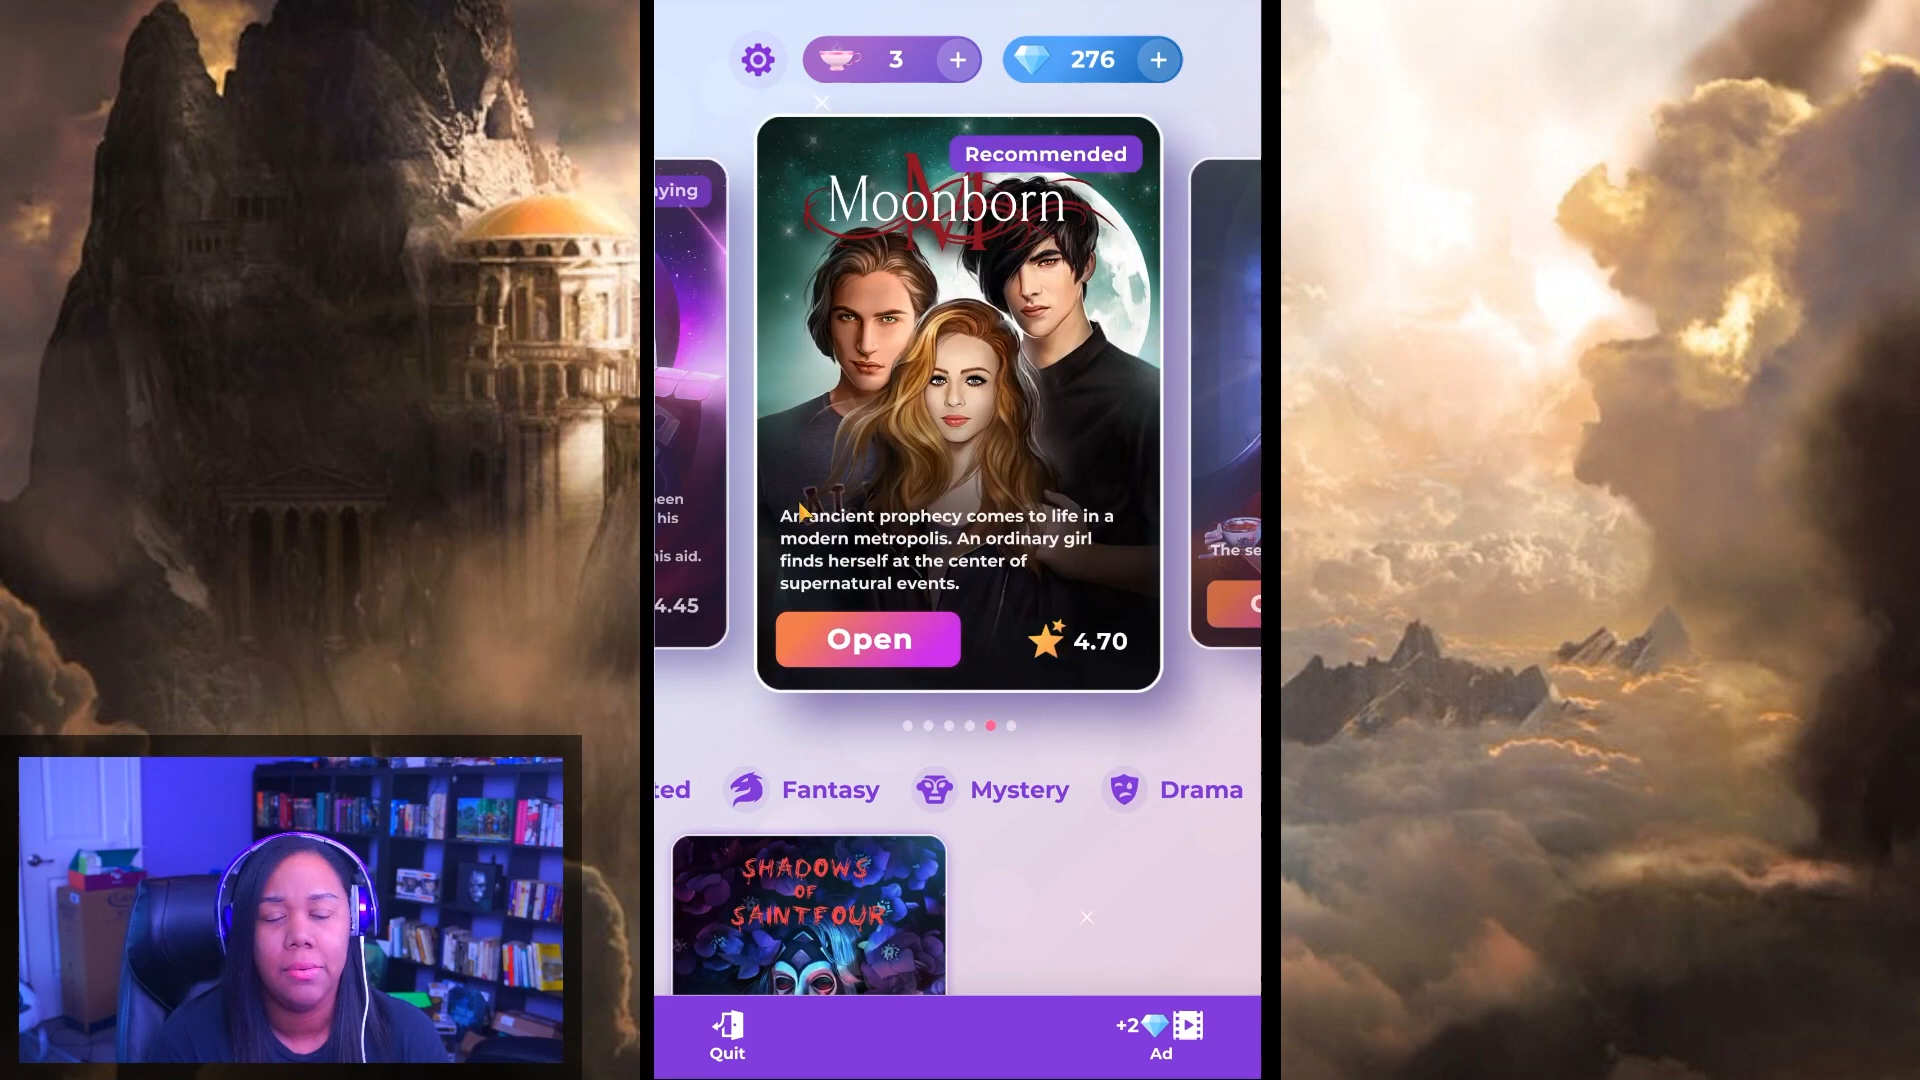 3
276
Recommended
Moonborn
An ancient prophecy comes to life in a
modern metropolis. An ordinary girl
finds herself at the center of
supernatural events.
Open
4.70
aying
een
his
is aid.
4.45
The se
ted
Fantasy
Mystery
Drama
SHADOWS
OF
SAINTFOUR
Quit
+2
Ad